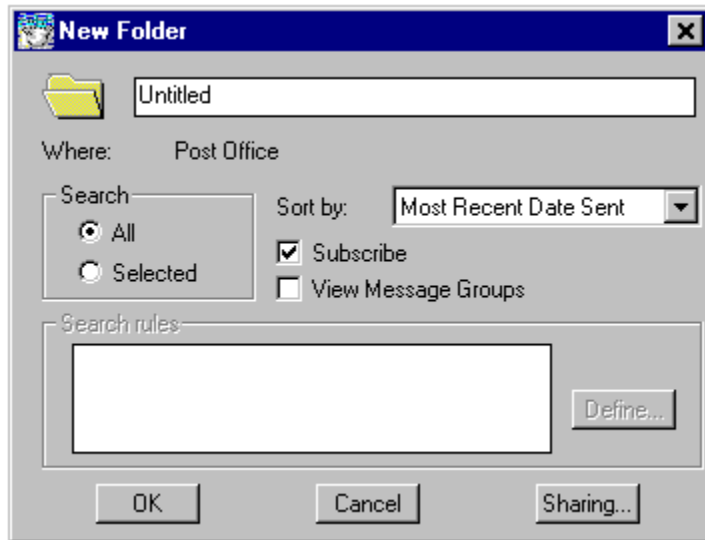 New Folder
Untitled
Where: Post Office
Search
All
Selected
Sort by: Most Recent Date Sent
Subscribe
View Message Groups
Search rules
Define...
OK Cancel Sharing...